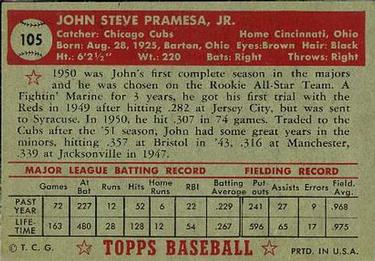 105
JOHN STEVE PRAMESA, JR.
Catcher: Chicago Cubs Home Cincinnati, Ohio
Born: Aug. 28, 1925, Barton, Ohio Eyes:Brown Hair: Black
Ht.: 6'2½" Wt.: 220 Bats: Right Throws: Right
1950 was John's first complete season in the majors
and he was chosen on the Rookie All-Star Team. A
Fightin' Marine for 3 years, he got his first trial with the
Reds in 1949 after hitting .282 at Jersey City, but was sent
to Syracuse. In 1950, he hit .307 in 74 games. Traded to the
Cubs after the '51 season, John had some great years in the
minors, hitting .357 at Bristol in '43, .316 at Manchester,
.339 at Jacksonville in 1947.
MAJOR LEAGUE BATTING RECORD FIELDING RECORD
Games At Bat Runs Hits Home Runs RBI Batting Average Put-outs Assists Errors Field. Avg.
PAST YEAR 72 227 12 52 6 22 .229 241 27 9 .968
LIFE-TIME 163 480 28 128 13 54 .267 596 65 17 .975
© T. C. G. TOPPS BASEBALL PRTD. IN U.S.A.